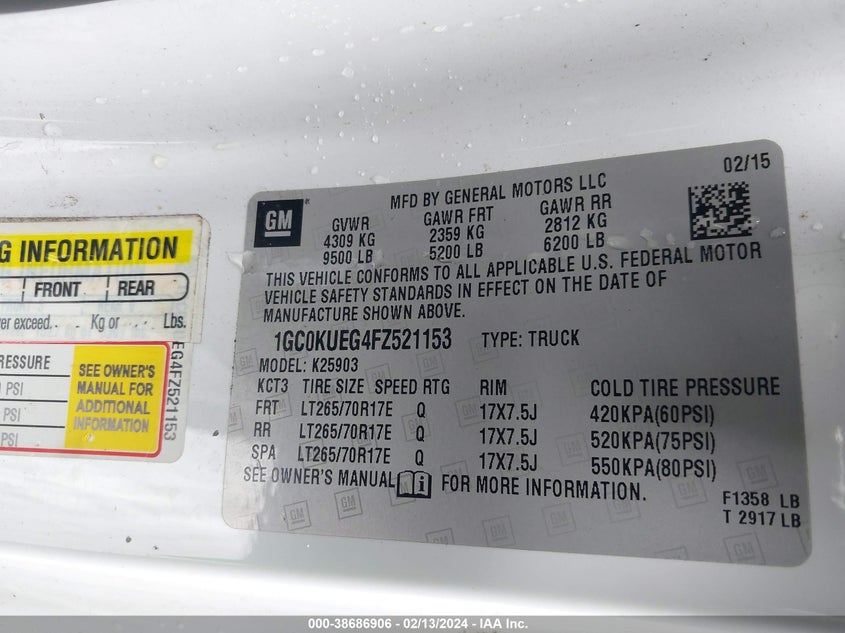 02/15
GM
MFD BY GENERAL MOTORS LLC
GVWR GAWR FRT GAWR RR
4309 KG 2359 KG 2812 KG
9500 LB 5200 LB 6200 LB
THIS VEHICLE CONFORMS TO ALL APPLICABLE U.S. FEDERAL MOTOR
VEHICLE SAFETY STANDARDS IN EFFECT ON THE DATE OF
MANUFACTURE SHOWN ABOVE.
1GC0KUEG4FZ521153 TYPE: TRUCK
MODEL: K25903
KCT3 TIRE SIZE SPEED RTG RIM COLD TIRE PRESSURE
FRT LT265/70R17E Q 17X7.5J 420KPA(60PSI)
RR LT265/70R17E Q 17X7.5J 520KPA(75PSI)
SPA LT265/70R17E Q 17X7.5J 550KPA(80PSI)
SEE OWNER'S MANUAL FOR MORE INFORMATION.
F1358 LB
T 2917 LB
G INFORMATION
FRONT REAR
ver exceed... Kg or ... Lbs.
RESSURE
PSI
PSI
PSI
SEE OWNER'S
MANUAL FOR
ADDITIONAL
INFORMATION
EG4FZ521153
000-38686906 - 02/13/2024 - IAA Inc.